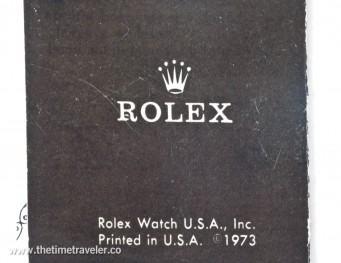 ROLEX
Rolex Watch U.S.A., Inc.
Printed in U.S.A. ©1973
www.thetimetraveler.co